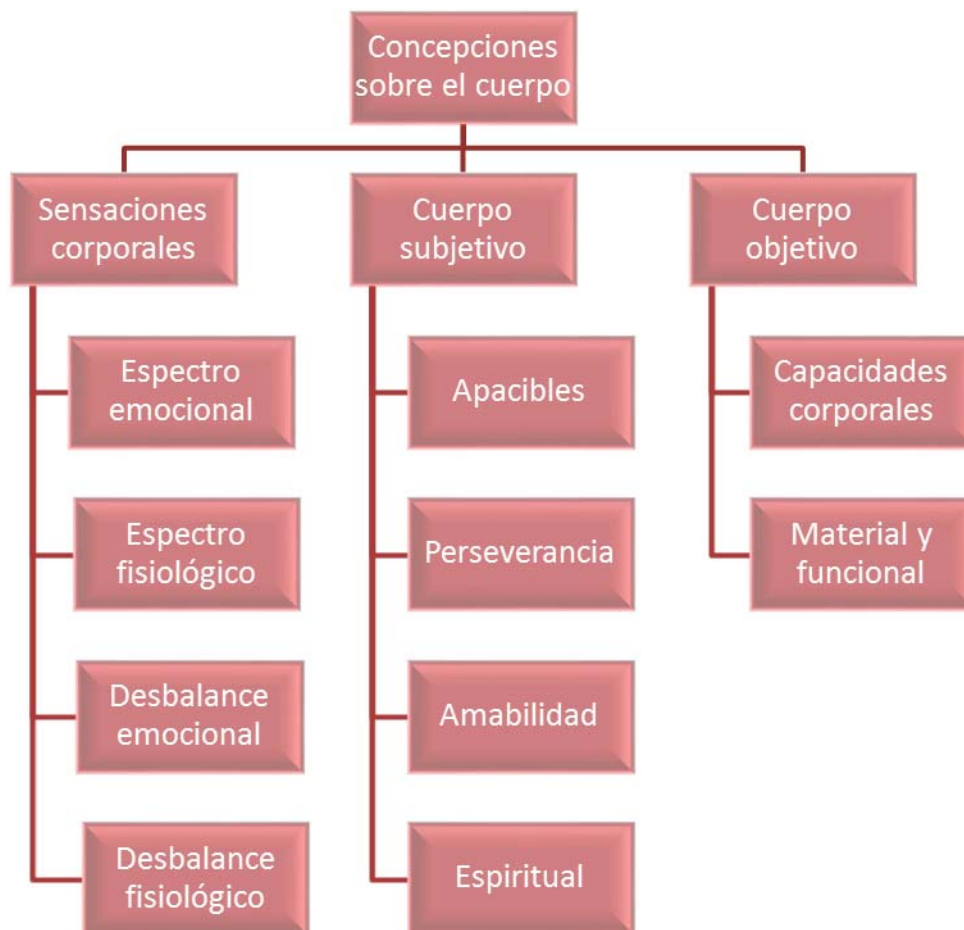 Concepciones
sobre el cuerpo
Sensaciones
corporales
Espectro
emocional
Espectro
fisiológico
Desbalance
emocional
Desbalance
fisiológico
Cuerpo
subjetivo
Apacibles
Perseverancia
Amabilidad
Espiritual
Cuerpo
objetivo
Capacidades
corporales
Material y
funcional